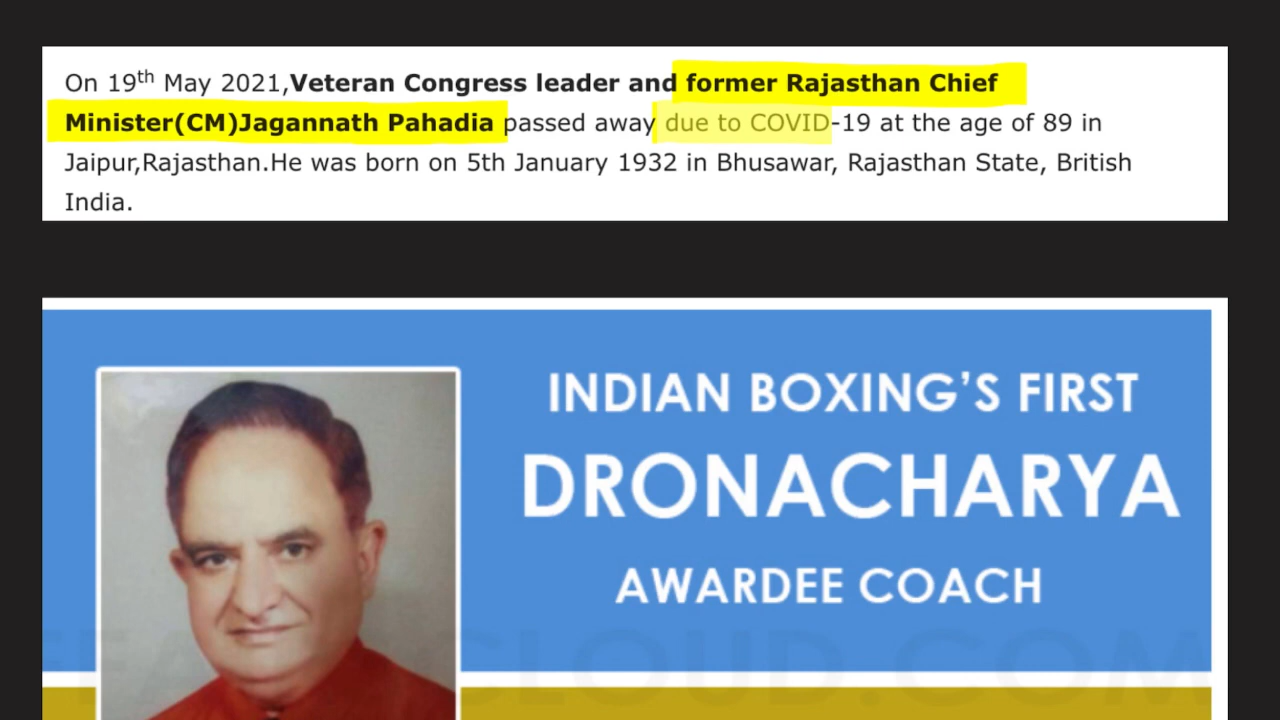 On 19th May 2021,Veteran Congress leader and former Rajasthan Chief
Minister(CM)Jagannath Pahadia passed away due to COVID-19 at the age of 89 in
Jaipur,Rajasthan.He was born on 5th January 1932 in Bhusawar, Rajasthan State, British
India.
INDIAN BOXING’S FIRST
DRONACHARYA
AWARDEE COACH